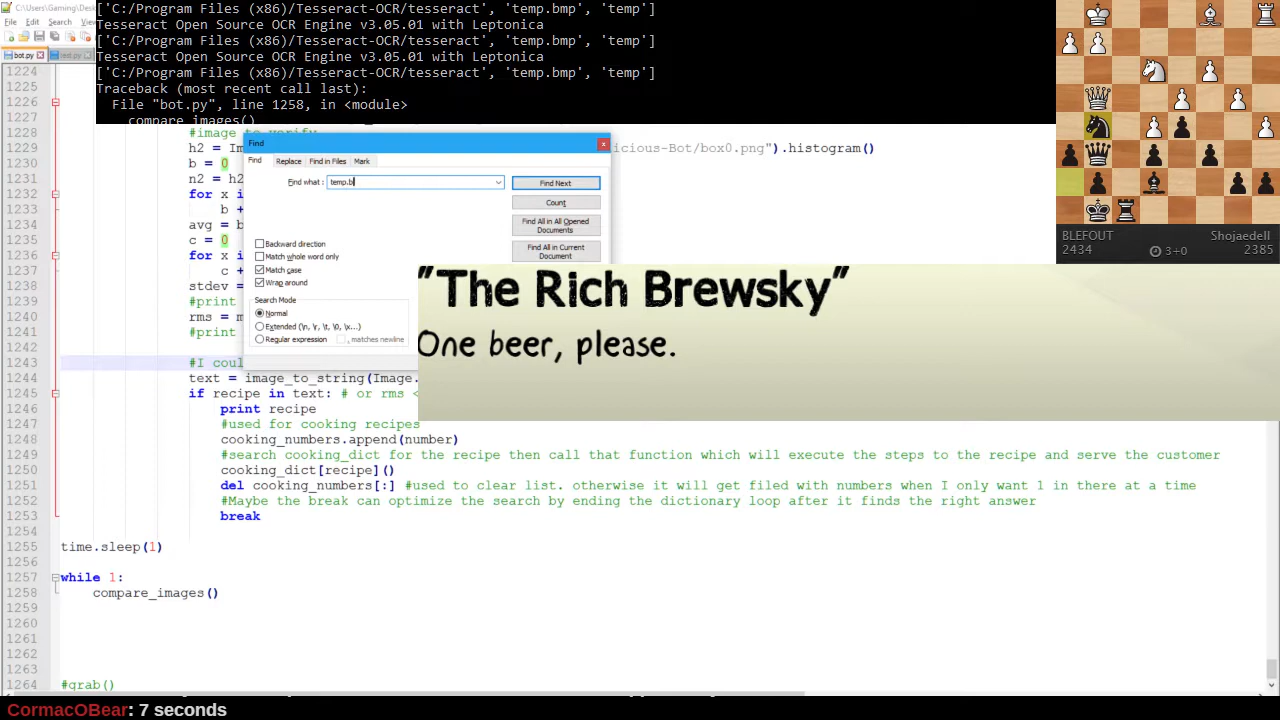 ['C:/Program Files (x86)/Tesseract-OCR/tesseract', 'temp.bmp', 'temp']
Tesseract Open Source OCR Engine v3.05.01 with Leptonica
['C:/Program Files (x86)/Tesseract-OCR/tesseract', 'temp.bmp', 'temp']
Tesseract Open Source OCR Engine v3.05.01 with Leptonica
['C:/Program Files (x86)/Tesseract-OCR/tesseract', 'temp.bmp', 'temp']
Traceback (most recent call last):
File "bot.py", line 1258, in <module>
compare_images()
C:\Users\Gaming\Desk
File Edit Search
bot.py
1224
1225
1226
1227
1228 #image to verify
1229 h2 = Im icious-Bot/box0.png").histogram()
1230 b = 0
1231 n2 = h2
1232 for x i
1233 b +
1234 avg = b
1235 c = 0
1236 for x i
1237 c +
1238 stdev =
1239 #print
1240 rms = m
1241 #print
1242
1243 #I coul
1244 text = image_to_string(Image.
1245 if recipe in text: # or rms <
1246 print recipe
1247 #used for cooking recipes
1248 cooking_numbers.append(number)
1249 #search cooking_dict for the recipe then call that function which will execute the steps to the recipe and serve the customer
1250 cooking_dict[recipe]()
1251 del cooking_numbers[:] #used to clear list. otherwise it will get filed with numbers when I only want 1 in there at a time
1252 #Maybe the break can optimize the search by ending the dictionary loop after it finds the right answer
1253 break
1254
1255 time.sleep(1)
1256
1257 while 1:
1258 compare_images()
1259
1260
1261
1262
1263
1264 #grab()
Find
Find Replace Find in Files Mark
Find what : temp.b
Find Next
Count
Find All in All Opened
Documents
Find All in Current
Document
Backward direction
Match whole word only
Match case
Wrap around
Search Mode
Normal
Extended (\n, \r, \t, \0, \x...)
Regular expression . matches newline
BLEFOUT Shojaedell
2434 3+0 2385
"The Rich Brewsky"
One beer, please.
CormacOBear: 7 seconds